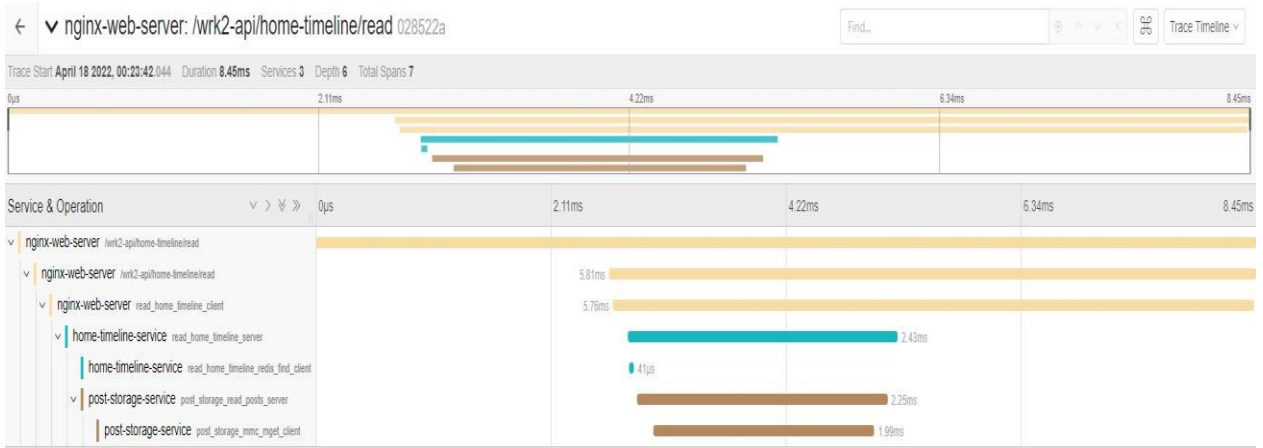 nginx-web-server: /wrk2-api/home-timeline/read 028522a Find... Trace Timeline
Trace Start April 18 2022, 00:23:42.044 Duration 8.45ms Services 3 Depth 6 Total Spans 7
0μs 2.11ms 4.22ms 6.34ms 8.45ms
Service & Operation 0μs 2.11ms 4.22ms 6.34ms 8.45ms
nginx-web-server /wrk2-api/home-timeline/read
nginx-web-server /wrk2-api/home-timeline/read 5.81ms
nginx-web-server read_home_timeline_client 5.76ms
home-timeline-service read_home_timeline_server 2.43ms
home-timeline-service read_home_timeline_redis_find_client 41μs
post-storage-service post_storage_read_posts_server 2.25ms
post-storage-service post_storage_mmc_mget_client 1.99ms